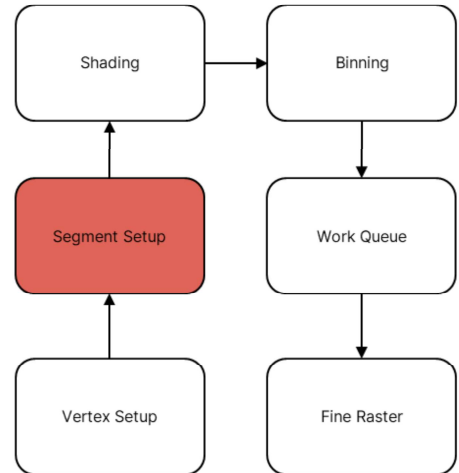 Shading
Binning
Segment Setup
Work Queue
Vertex Setup
Fine Raster